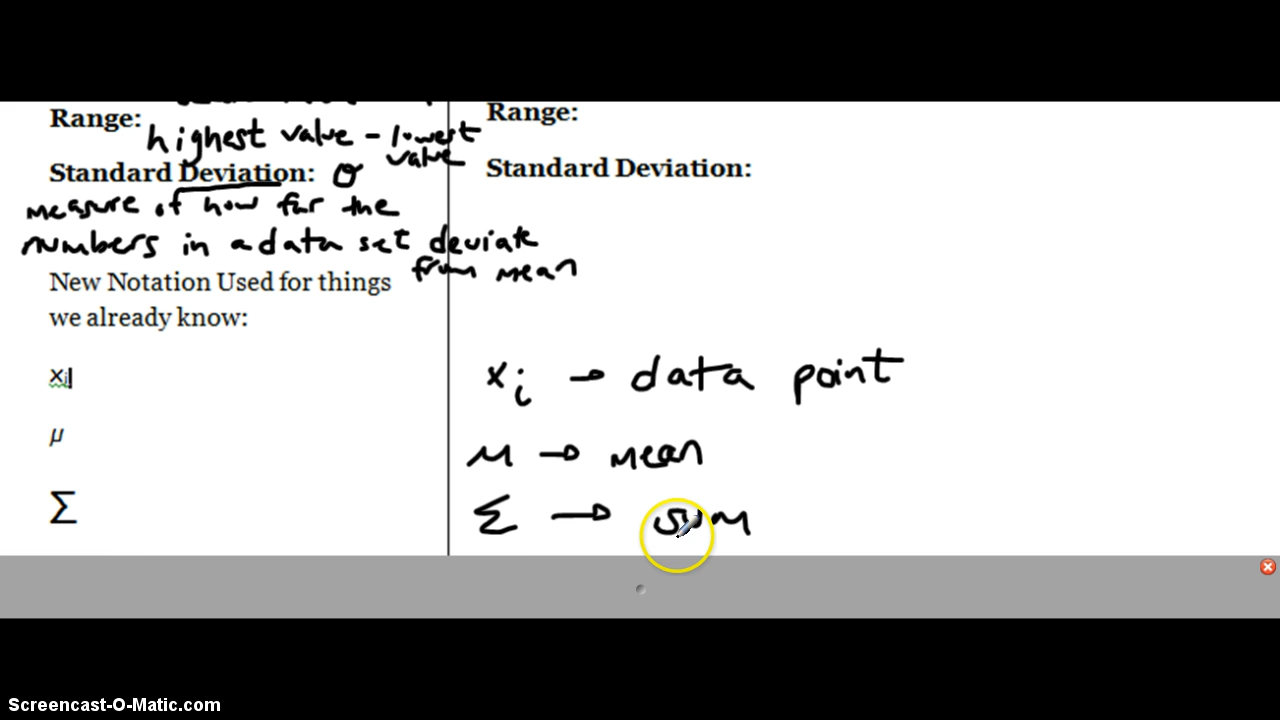 Range: highest value - lowest value
Standard Deviation: σ
measure of how far the
numbers in a data set deviate
from mean
New Notation Used for things
we already know:
xi
μ
∑
Range:
Standard Deviation:
xi → data point
μ → mean
Σ → sum
Screencast-O-Matic.com